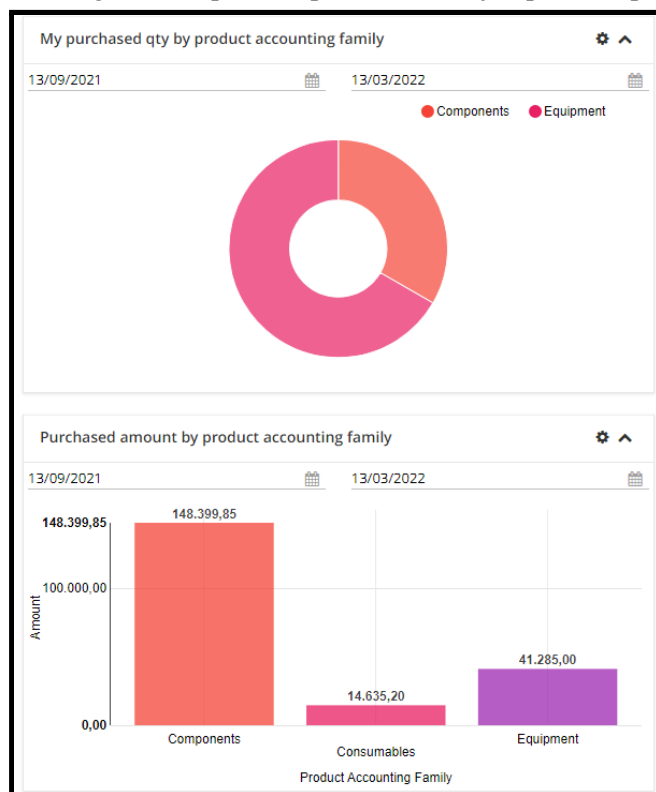 My purchased qty by product accounting family
13/09/2021 13/03/2022
Components Equipment
Purchased amount by product accounting family
13/09/2021 13/03/2022
148.399,85
148.399,85
100.000,00
Amount
41.285,00
14.635,20
0,00
Components Consumables Equipment
Product Accounting Family